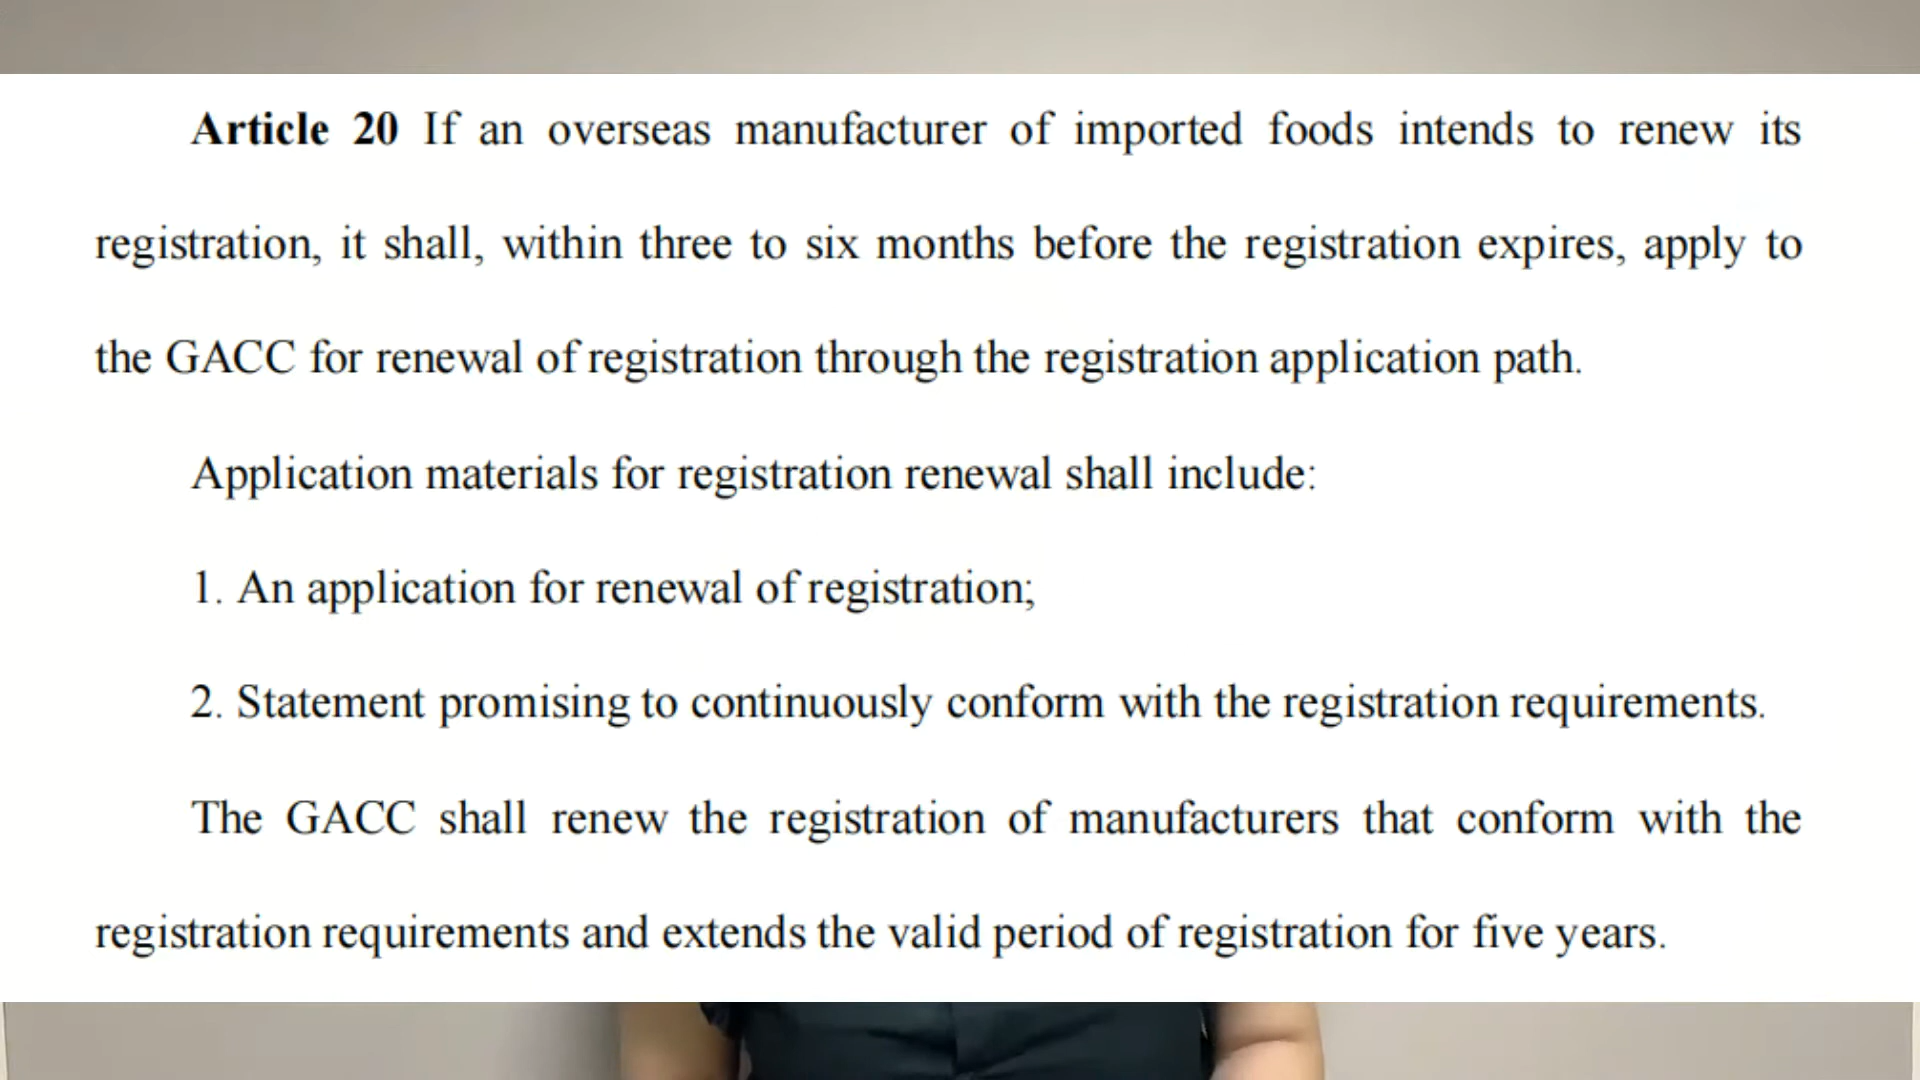 Article 20 If an overseas manufacturer of imported foods intends to renew its
registration, it shall, within three to six months before the registration expires, apply to
the GACC for renewal of registration through the registration application path.
Application materials for registration renewal shall include:
1. An application for renewal of registration;
2. Statement promising to continuously conform with the registration requirements.
The GACC shall renew the registration of manufacturers that conform with the
registration requirements and extends the valid period of registration for five years.